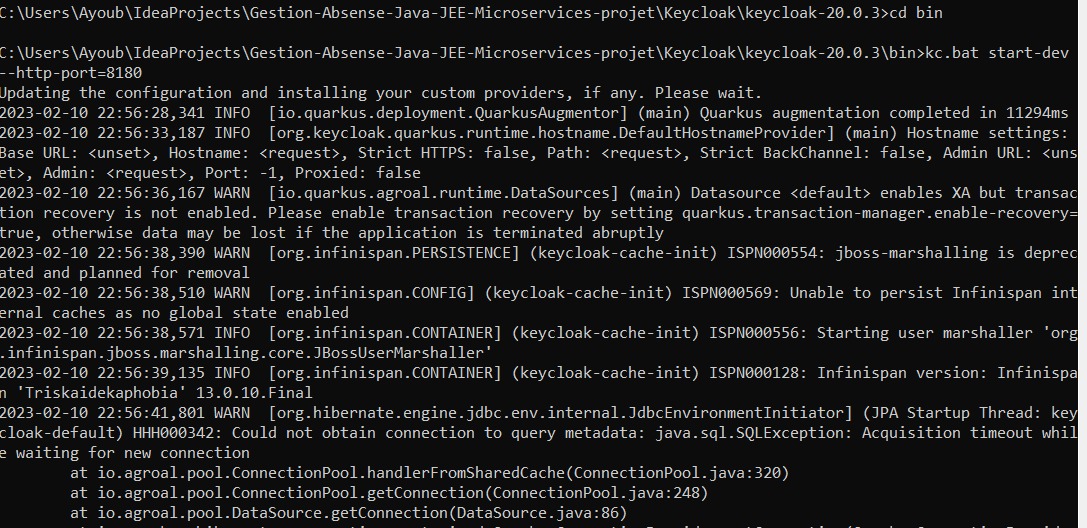 C:\Users\Ayoub\IdeaProjects\Gestion-Absense-Java-JEE-Microservices-projet\Keycloak\keycloak-20.0.3>cd bin
C:\Users\Ayoub\IdeaProjects\Gestion-Absense-Java-JEE-Microservices-projet\Keycloak\keycloak-20.0.3\bin>kc.bat start-dev
--http-port=8180
Updating the configuration and installing your custom providers, if any. Please wait.
2023-02-10 22:56:28,341 INFO  [io.quarkus.deployment.QuarkusAugmentor] (main) Quarkus augmentation completed in 11294ms
2023-02-10 22:56:33,187 INFO  [org.keycloak.quarkus.runtime.hostname.DefaultHostnameProvider] (main) Hostname settings:
Base URL: <unset>, Hostname: <request>, Strict HTTPS: false, Path: <request>, Strict BackChannel: false, Admin URL: <uns
et>, Admin: <request>, Port: -1, Proxied: false
2023-02-10 22:56:36,167 WARN  [io.quarkus.agroal.runtime.DataSources] (main) Datasource <default> enables XA but transac
tion recovery is not enabled. Please enable transaction recovery by setting quarkus.transaction-manager.enable-recovery=
true, otherwise data may be lost if the application is terminated abruptly
2023-02-10 22:56:38,390 WARN  [org.infinispan.PERSISTENCE] (keycloak-cache-init) ISPN000554: jboss-marshalling is deprec
ated and planned for removal
2023-02-10 22:56:38,510 WARN  [org.infinispan.CONFIG] (keycloak-cache-init) ISPN000569: Unable to persist Infinispan int
ernal caches as no global state enabled
2023-02-10 22:56:38,571 INFO  [org.infinispan.CONTAINER] (keycloak-cache-init) ISPN000556: Starting user marshaller 'org
.infinispan.jboss.marshalling.core.JBossUserMarshaller'
2023-02-10 22:56:39,135 INFO  [org.infinispan.CONTAINER] (keycloak-cache-init) ISPN000128: Infinispan version: Infinispa
n 'Triskaidekaphobia' 13.0.10.Final
2023-02-10 22:56:41,801 WARN  [org.hibernate.engine.jdbc.env.internal.JdbcEnvironmentInitiator] (JPA Startup Thread: key
cloak-default) HHH000342: Could not obtain connection to query metadata: java.sql.SQLException: Acquisition timeout whil
e waiting for new connection
at io.agroal.pool.ConnectionPool.handlerFromSharedCache(ConnectionPool.java:320)
at io.agroal.pool.ConnectionPool.getConnection(ConnectionPool.java:248)
at io.agroal.pool.DataSource.getConnection(DataSource.java:86)